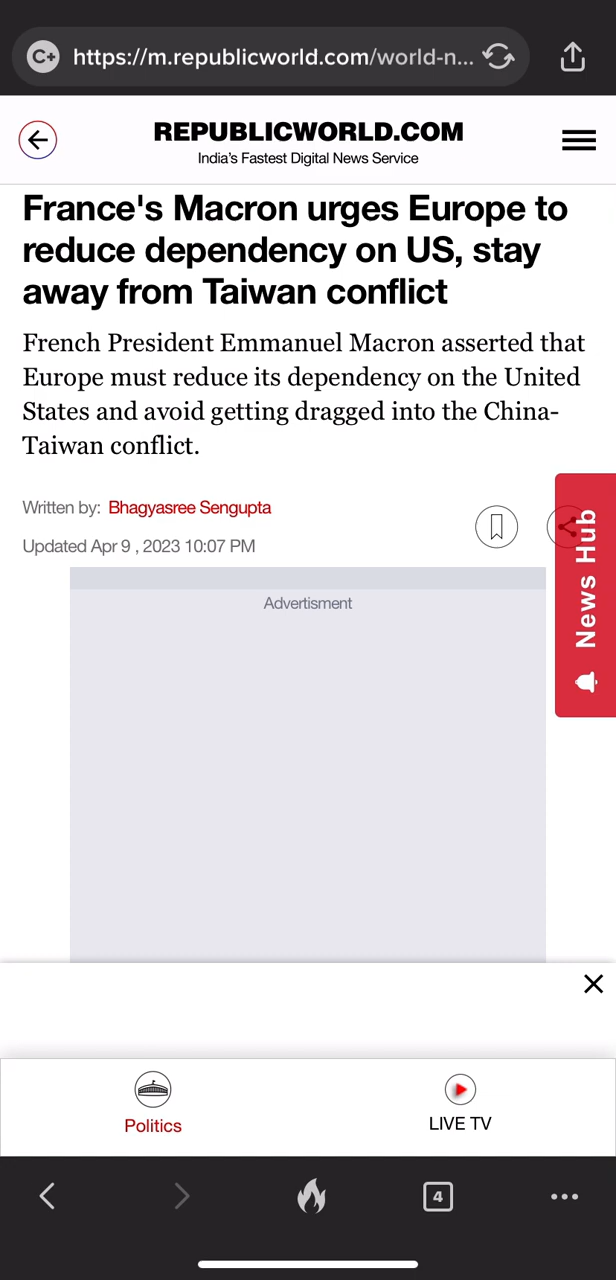 C+ https://m.republicworld.com/world-n...
REPUBLICWORLD.COM
India's Fastest Digital News Service
France's Macron urges Europe to
reduce dependency on US, stay
away from Taiwan conflict
French President Emmanuel Macron asserted that
Europe must reduce its dependency on the United
States and avoid getting dragged into the China-
Taiwan conflict.
Written by: Bhagyasree Sengupta
Updated Apr 9 , 2023 10:07 PM
News Hub
Advertisment
Politics
LIVE TV
4